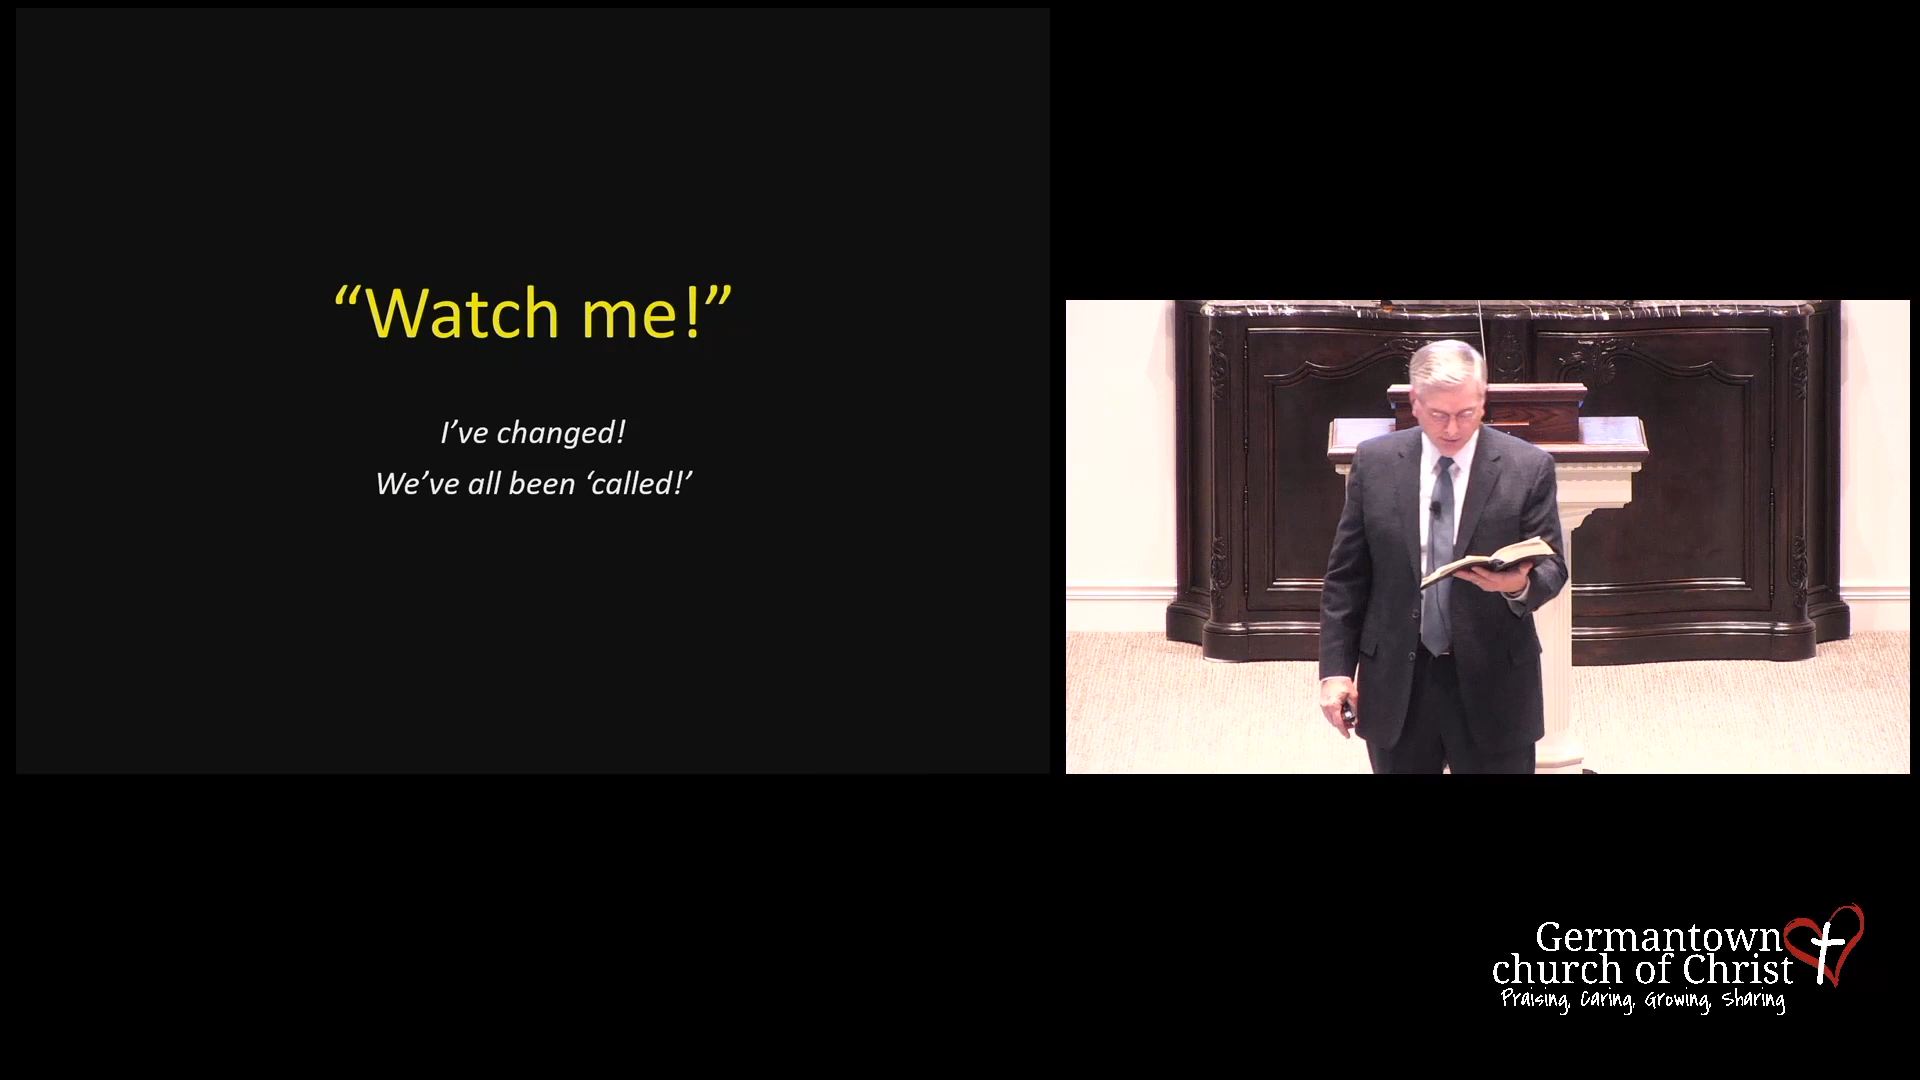 “Watch me!”
I’ve changed!
We’ve all been ‘called!’
Germantown
church of Christ
Praising, Caring, Growing, Sharing